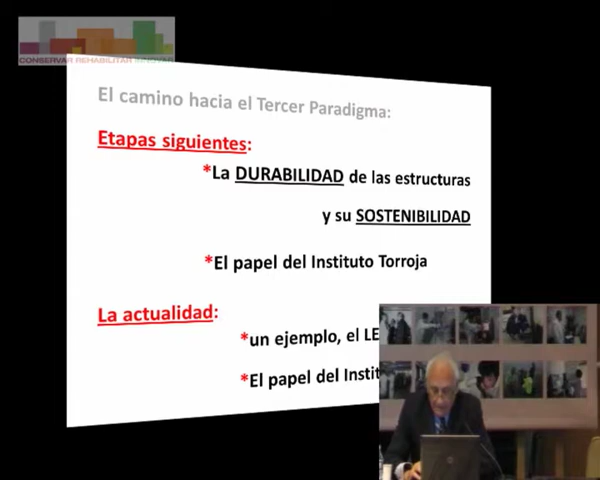 CONSERVAR REHABILITAR
El camino hacia el Tercer Paradigma:
Etapas siguientes:
*La DURABILIDAD de las estructuras
y su SOSTENIBILIDAD
*El papel del Instituto Torroja
La actualidad:
*un ejemplo, el LE
*El papel del Instit